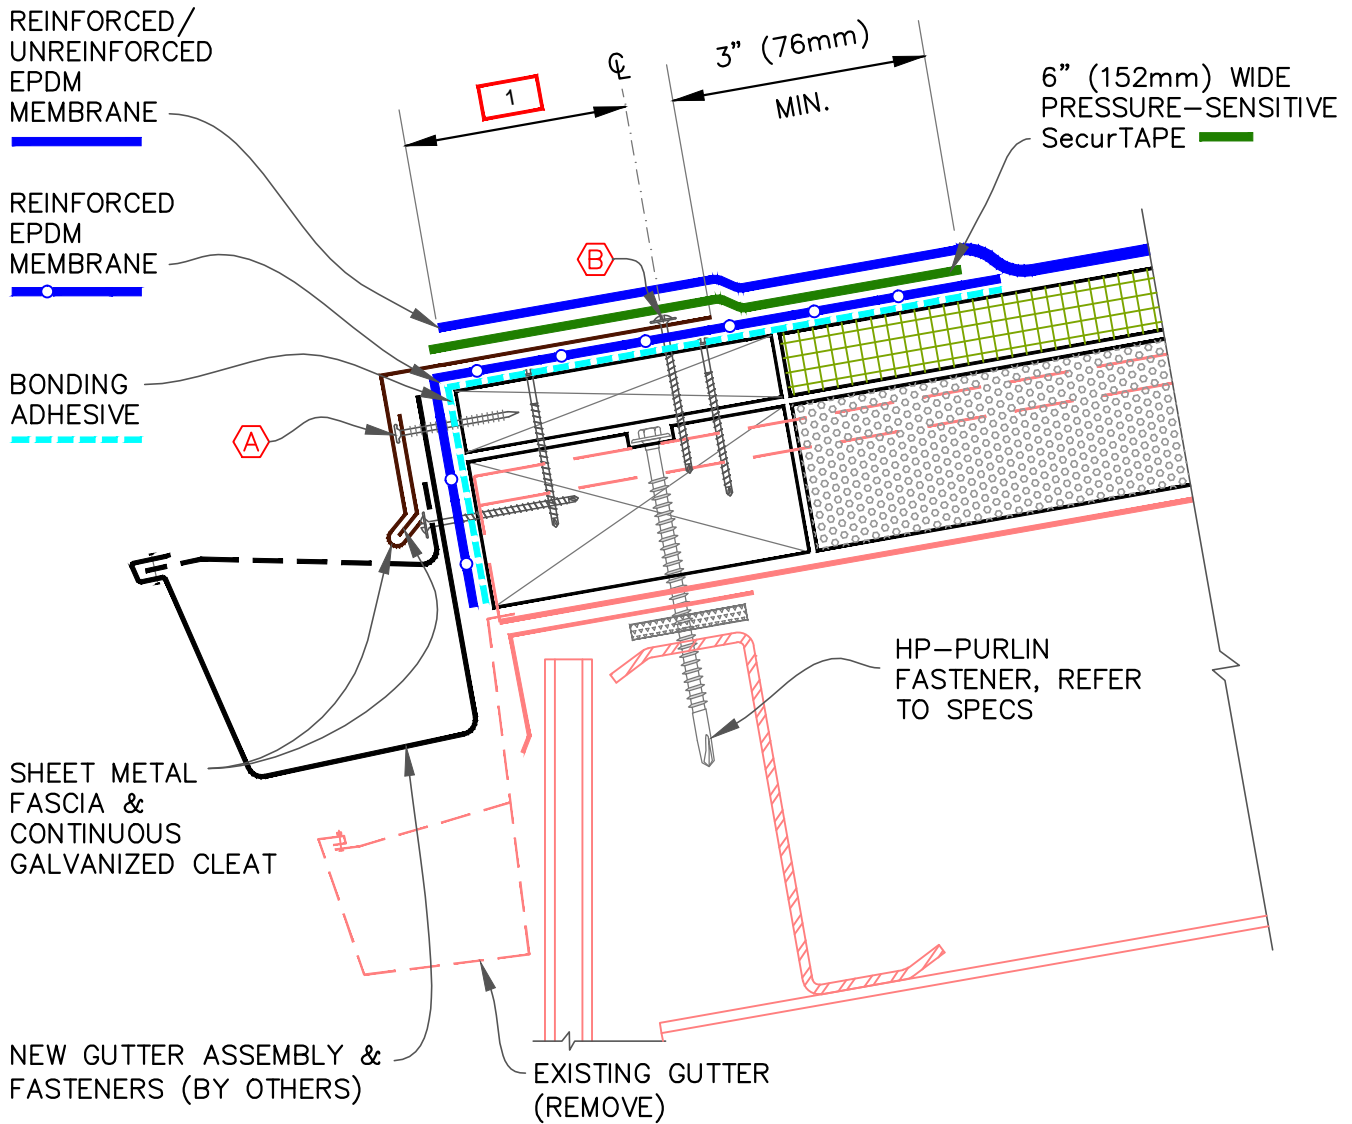 REINFORCED/
UNREINFORCED
EPDM
MEMBRANE
REINFORCED
EPDM
MEMBRANE
BONDING
ADHESIVE
A
SHEET METAL
FASCIA &
CONTINUOUS
GALVANIZED CLEAT
NEW GUTTER ASSEMBLY &
FASTENERS (BY OTHERS)
1
℄
3” (76mm)
MIN.
B
6” (152mm) WIDE
PRESSURE-SENSITIVE
SecurTAPE
HP-PURLIN
FASTENER, REFER
TO SPECS
EXISTING GUTTER
(REMOVE)